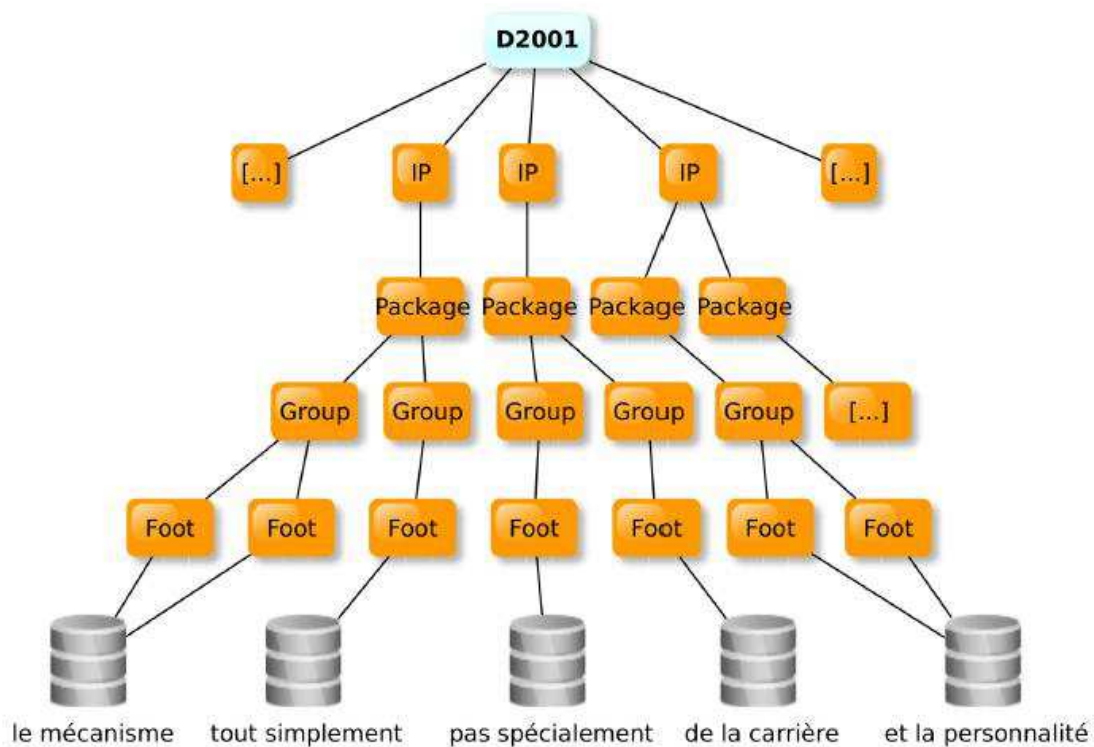 D2001
[...] IP IP IP [...]
Package Package Package Package
Group Group Group Group Group [...]
Foot Foot Foot Foot Foot Foot Foot
le mécanisme tout simplement pas spécialement de la carrière et la personnalité